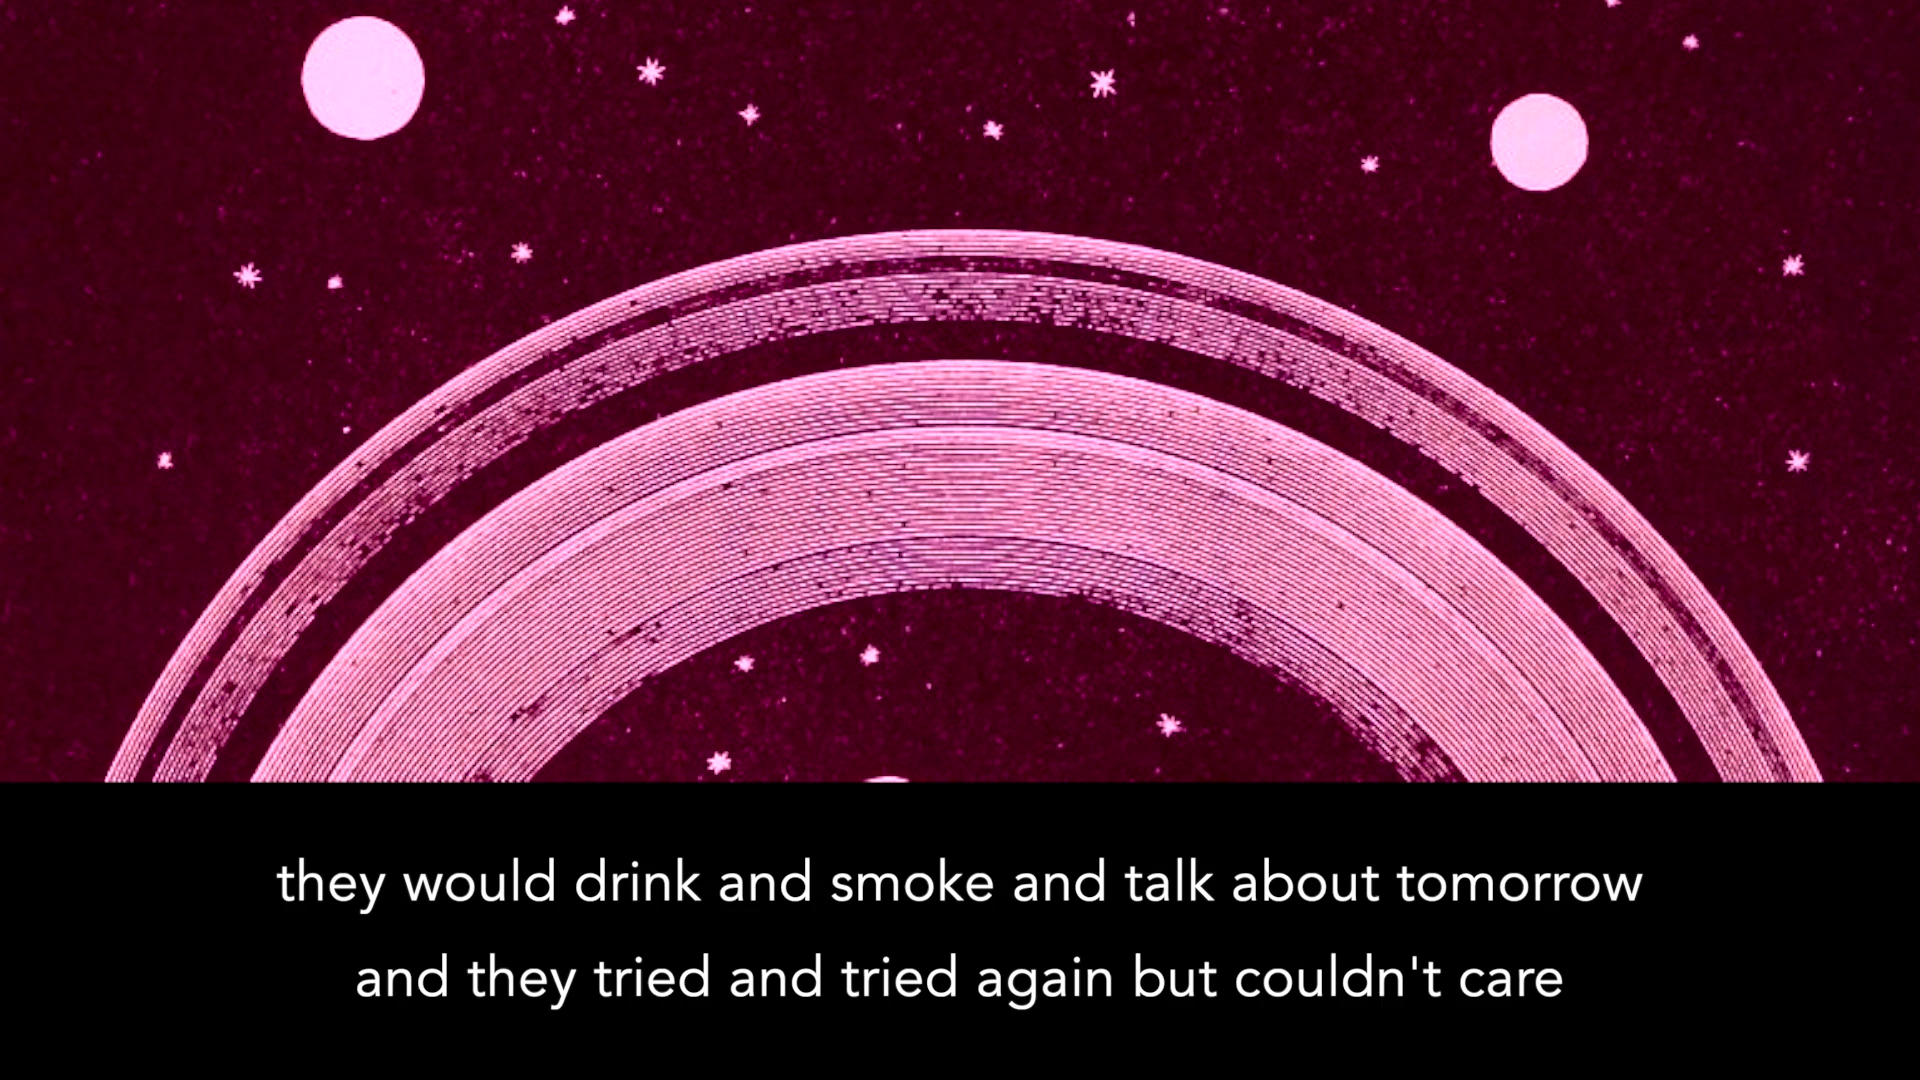 they would drink and smoke and talk about tomorrow
and they tried and tried again but couldn't care